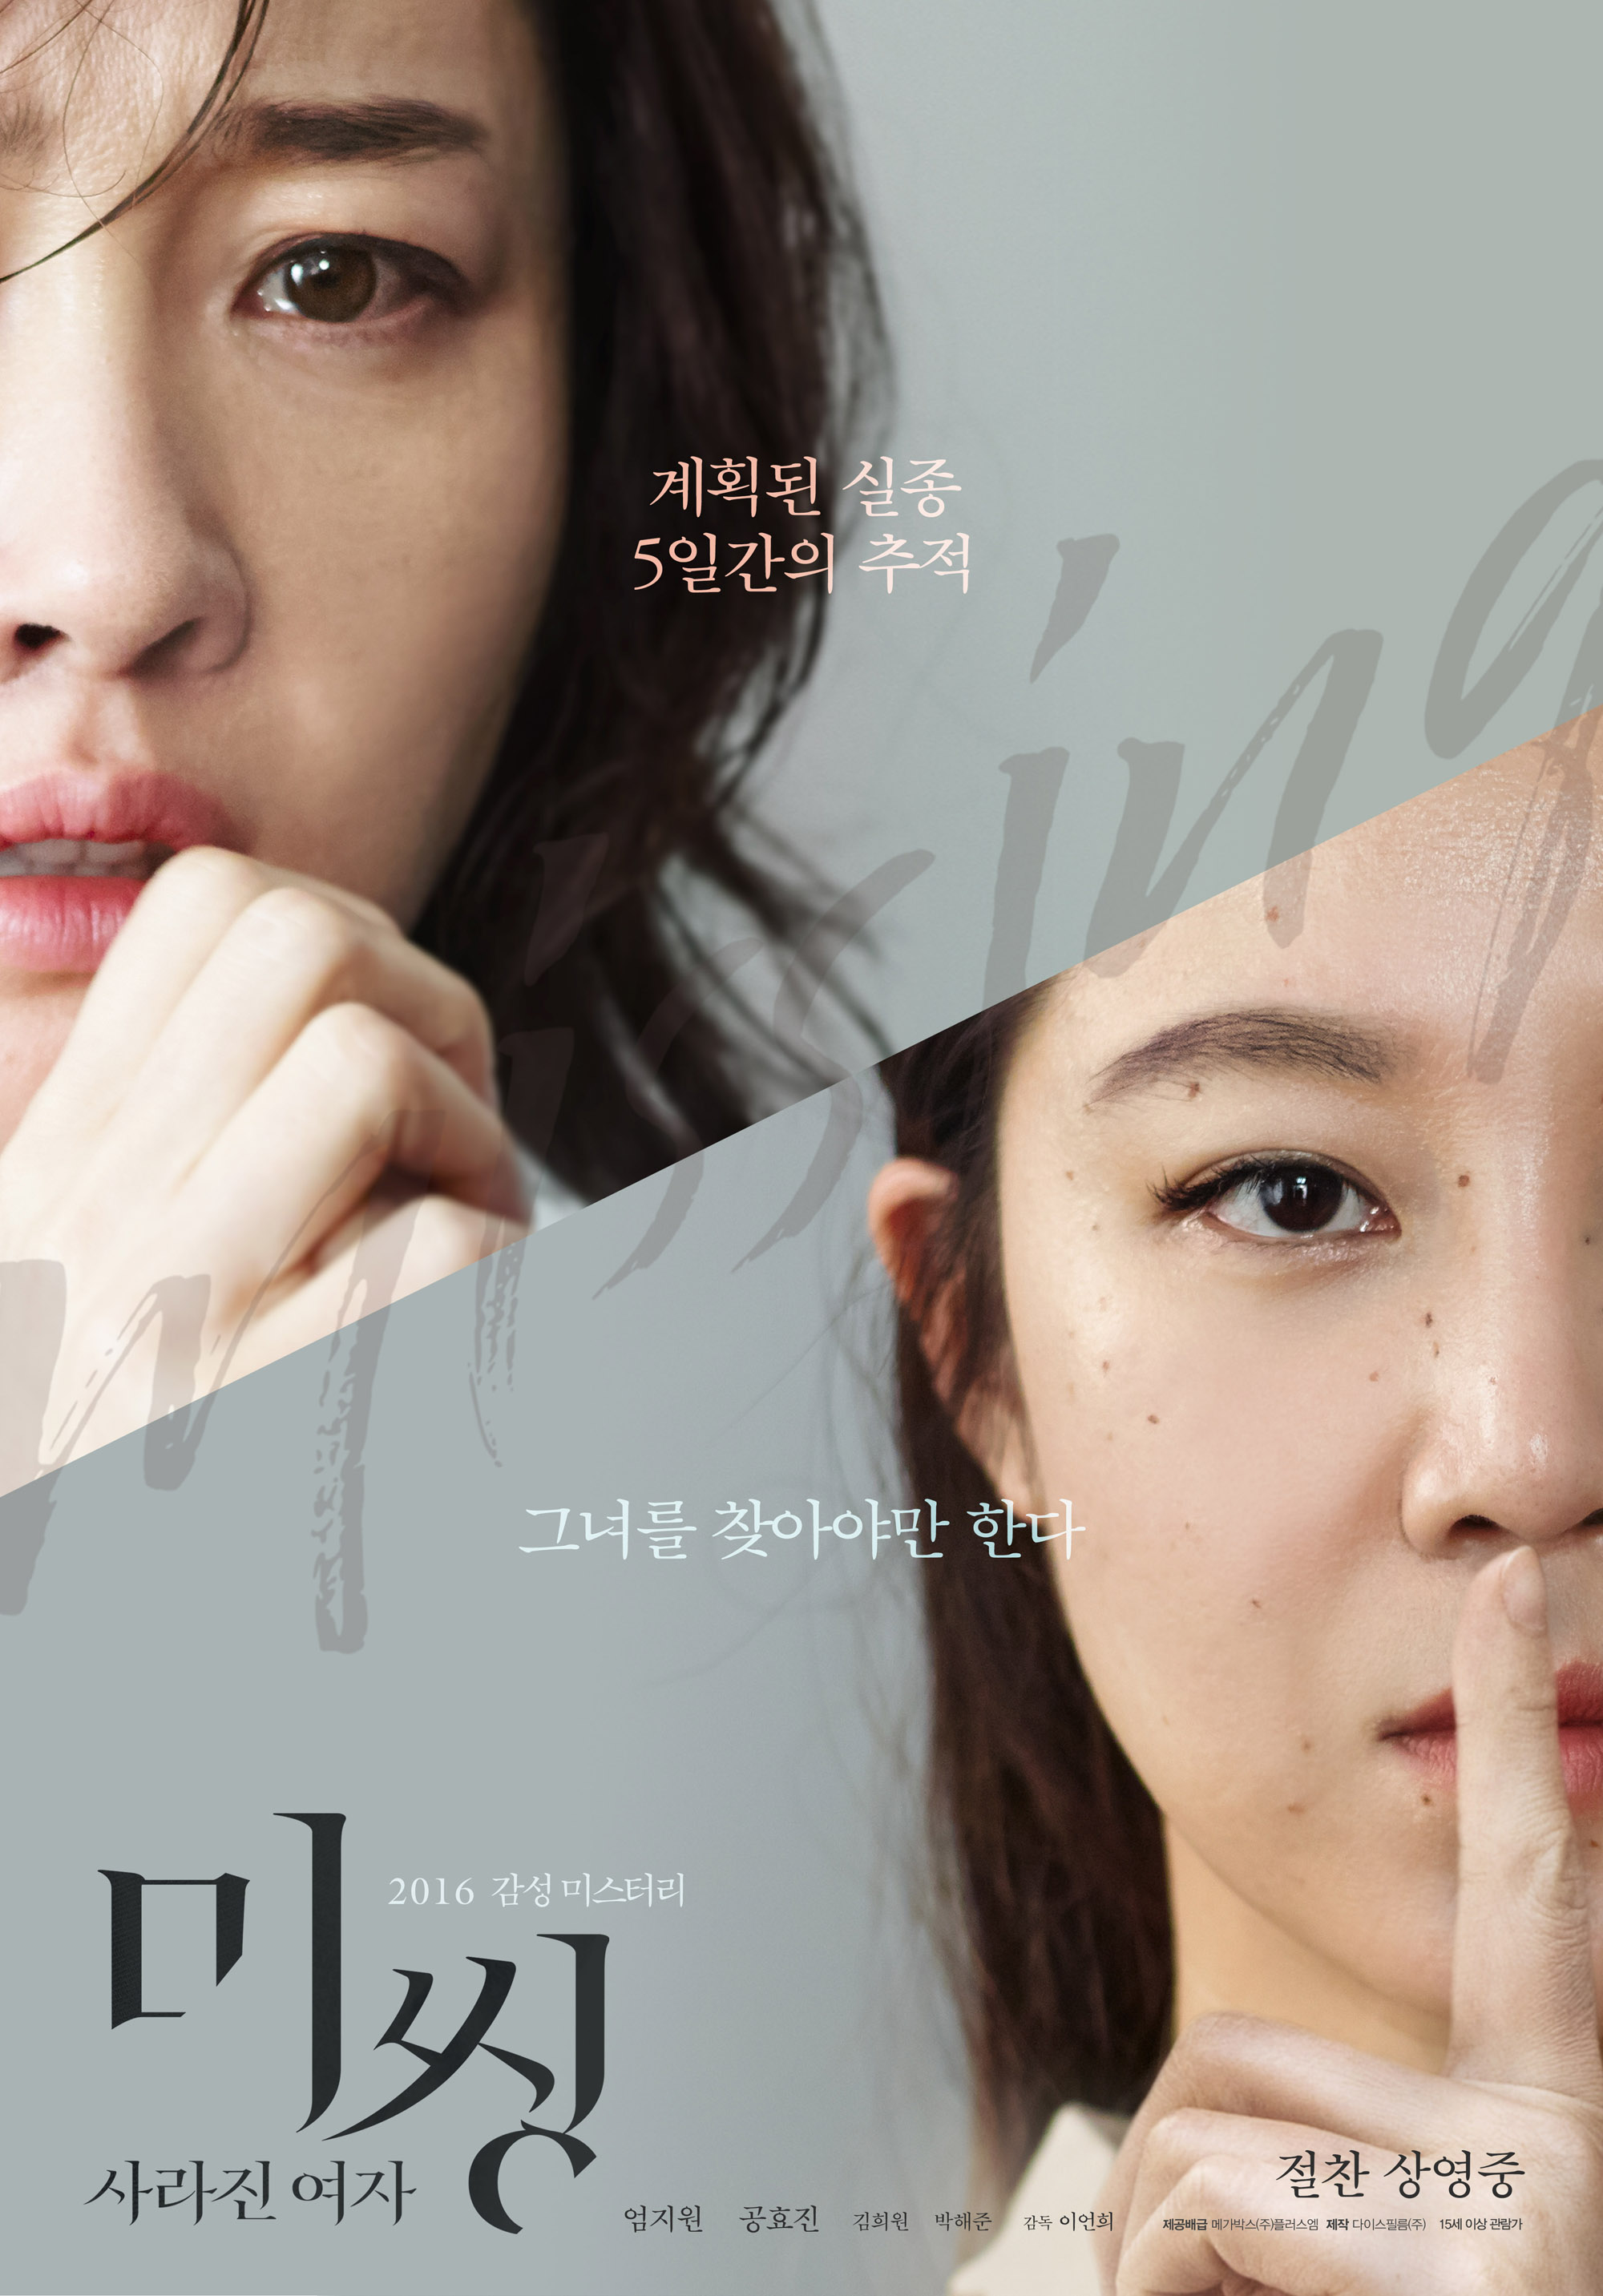 계획된 실종
5일간의 추적
missing
그녀를 찾아야만 한다
2016 감성 미스터리
미씽
사라진 여자
절찬 상영중
엄지원 공효진 김희원 박해준 감독 이언희
제공배급 메가박스(주)플러스엠 제작 다이스필름(주) 15세 이상 관람가